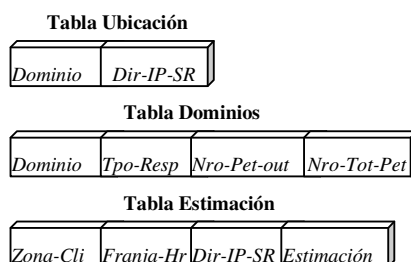 Tabla Ubicación
Dominio Dir-IP-SR
Tabla Dominios
Dominio Tpo-Resp Nro-Pet-out Nro-Tot-Pet
Tabla Estimación
Zona-Cli Franja-Hr Dir-IP-SR Estimación